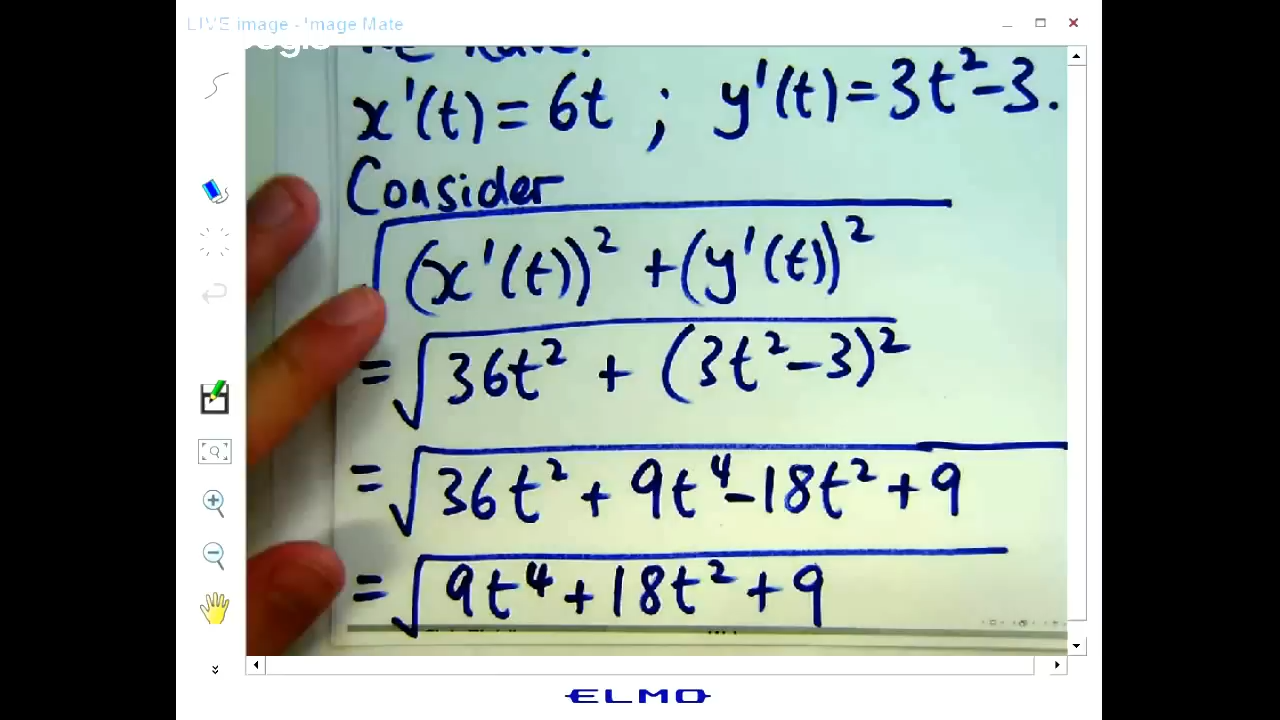 LIVE image - Image Mate
x'(t) = 6t ; y'(t) = 3t² - 3.
Consider
√((x'(t))² + (y'(t))²)
= √(36t² + (3t² - 3)²)
= √(36t² + 9t⁴ - 18t² + 9)
= √(9t⁴ + 18t² + 9)
ELMO